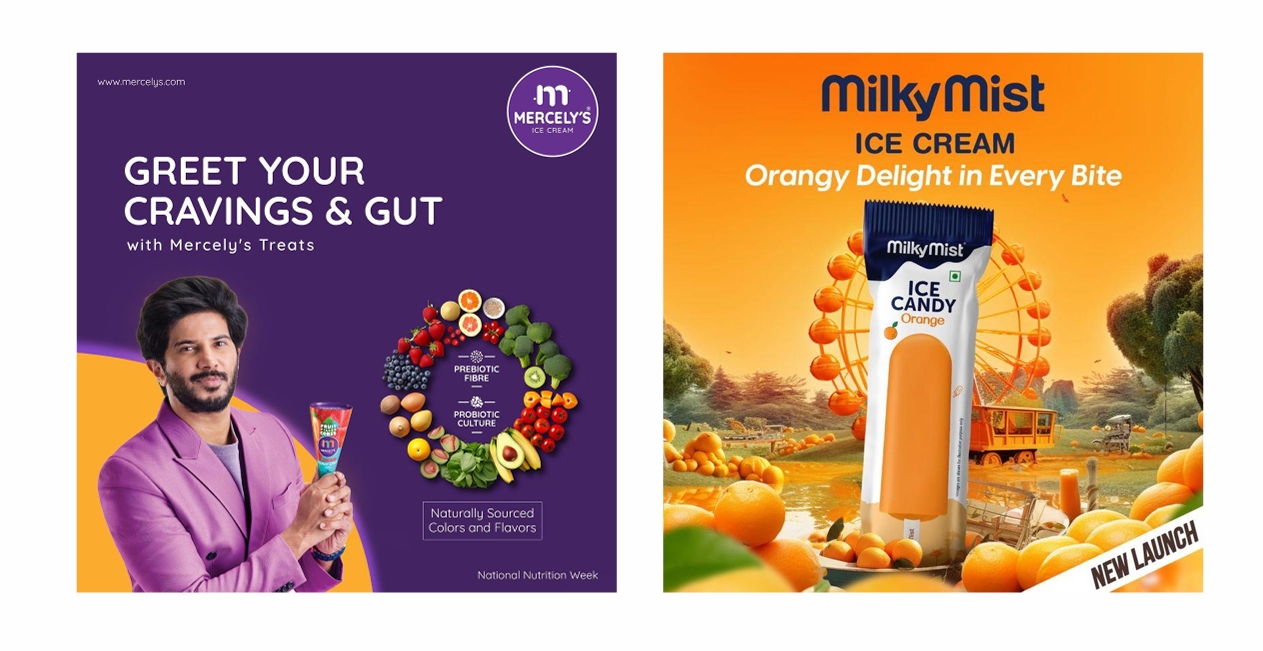 www.mercelys.com
m
MERCELY'S®
ICE CREAM
GREET YOUR
CRAVINGS & GUT
with Mercely's Treats
PREBIOTIC
FIBRE
PROBIOTIC
CULTURE
Naturally Sourced
Colors and Flavors
National Nutrition Week
MilkyMist
ICE CREAM
Orangy Delight in Every Bite
MilkyMist
ICE
CANDY
Orange
NEW LAUNCH